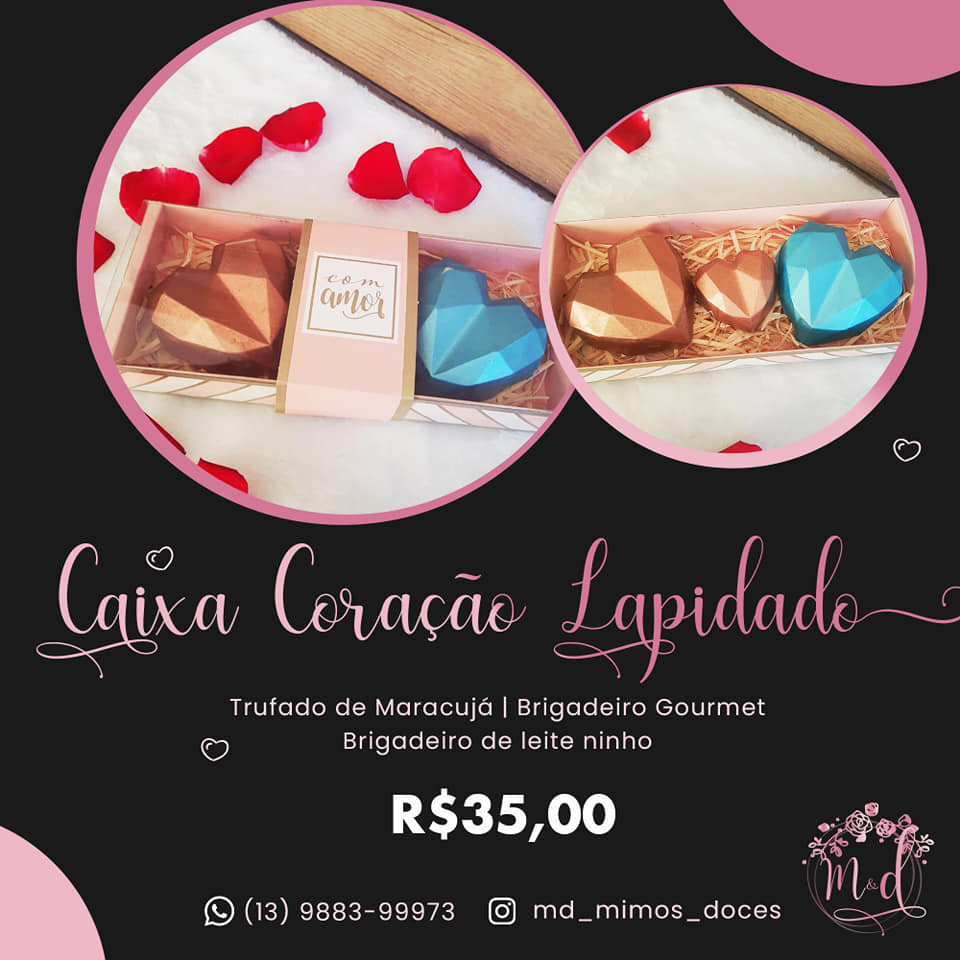 com
amor
Caixa Coração Lapidado
Trufado de Maracujá | Brigadeiro Gourmet
Brigadeiro de leite ninho
R$35,00
M&d
(13) 9883-99973
md_mimos_doces